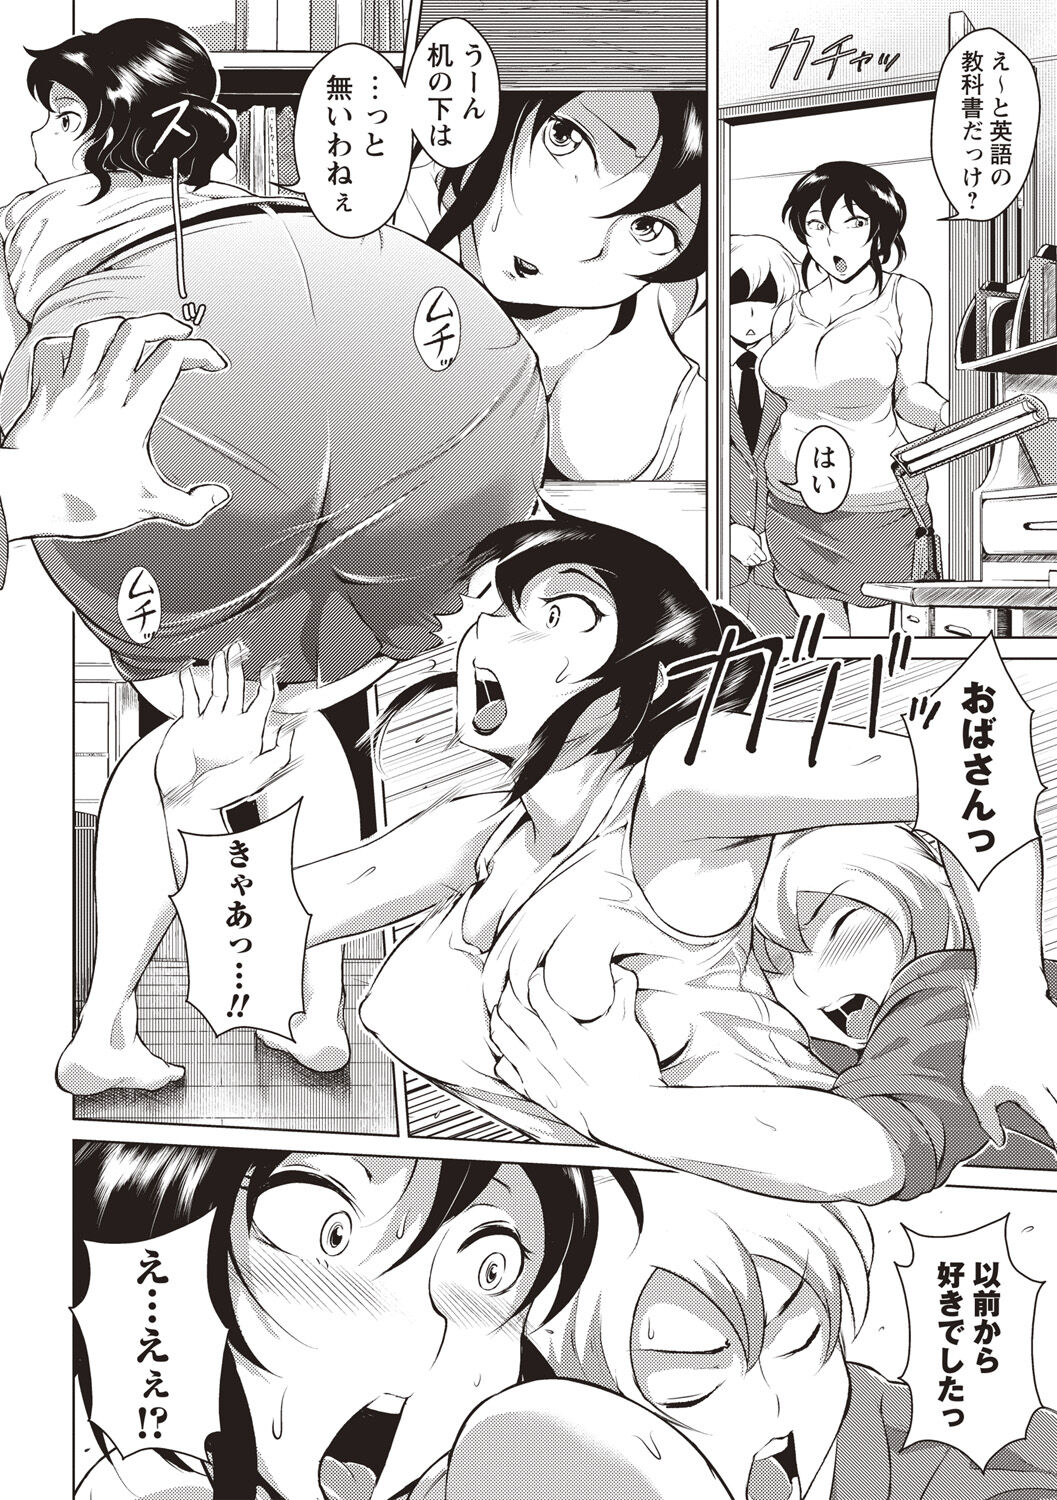 え～と英語の
教科書だっけ？
カチャッ
はい
うーん
机の下は
…っと
無いわねぇ
スッ
ムチッ
ムチッ
おばさんっ
ガバッ
きゃあっ…!!
以前から
好きでしたっ
え…えぇ!?